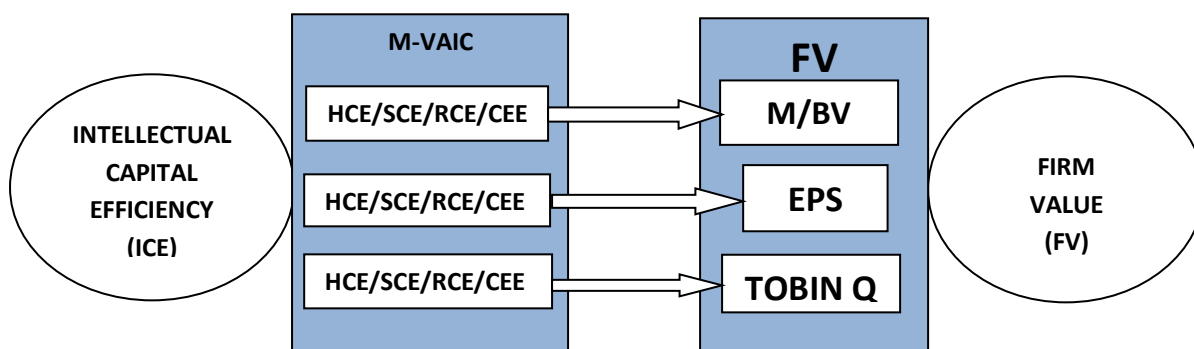 INTELLECTUAL
CAPITAL
EFFICIENCY
(ICE)
M-VAIC
HCE/SCE/RCE/CEE
HCE/SCE/RCE/CEE
HCE/SCE/RCE/CEE
FV
M/BV
EPS
TOBIN Q
FIRM
VALUE
(FV)